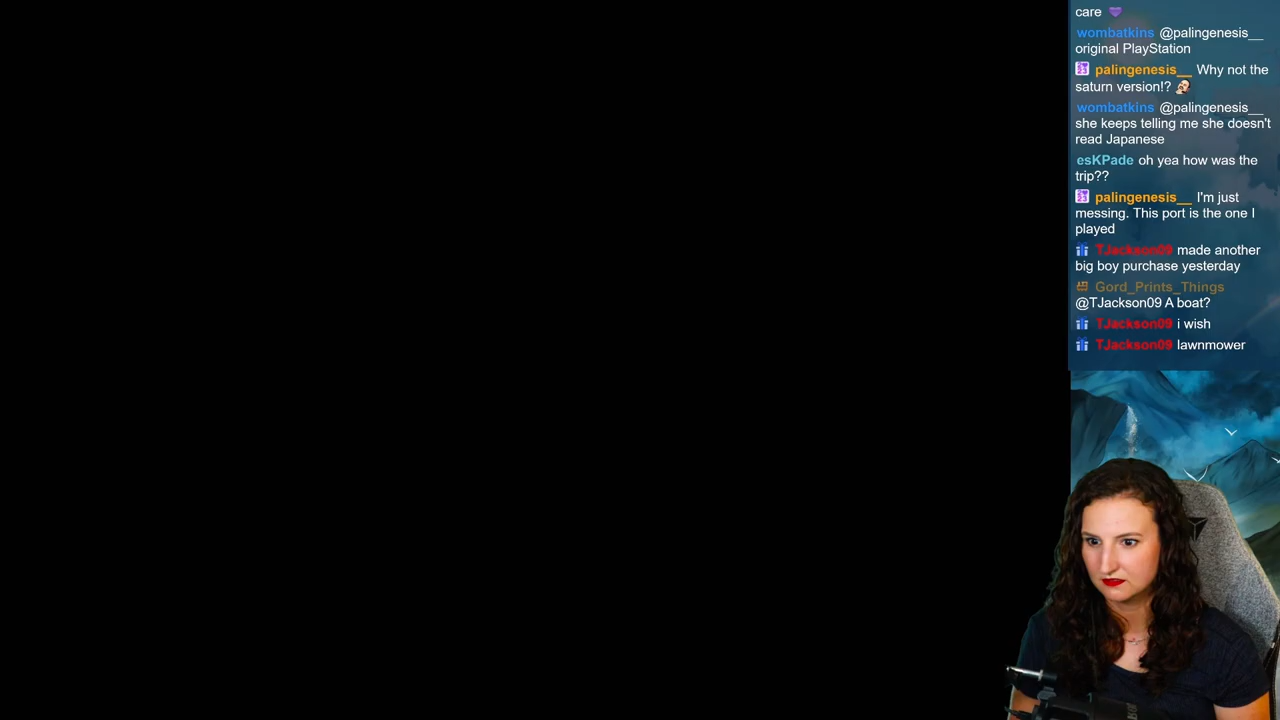 care
wombatkins @palingenesis__
original PlayStation
palingenesis__ Why not the
saturn version!?
wombatkins @palingenesis__
she keeps telling me she doesn't
read Japanese
esKPade oh yea how was the
trip??
palingenesis__ I'm just
messing. This port is the one I
played
TJackson09 made another
big boy purchase yesterday
Gord_Prints_Things
@TJackson09 A boat?
TJackson09 i wish
TJackson09 lawnmower